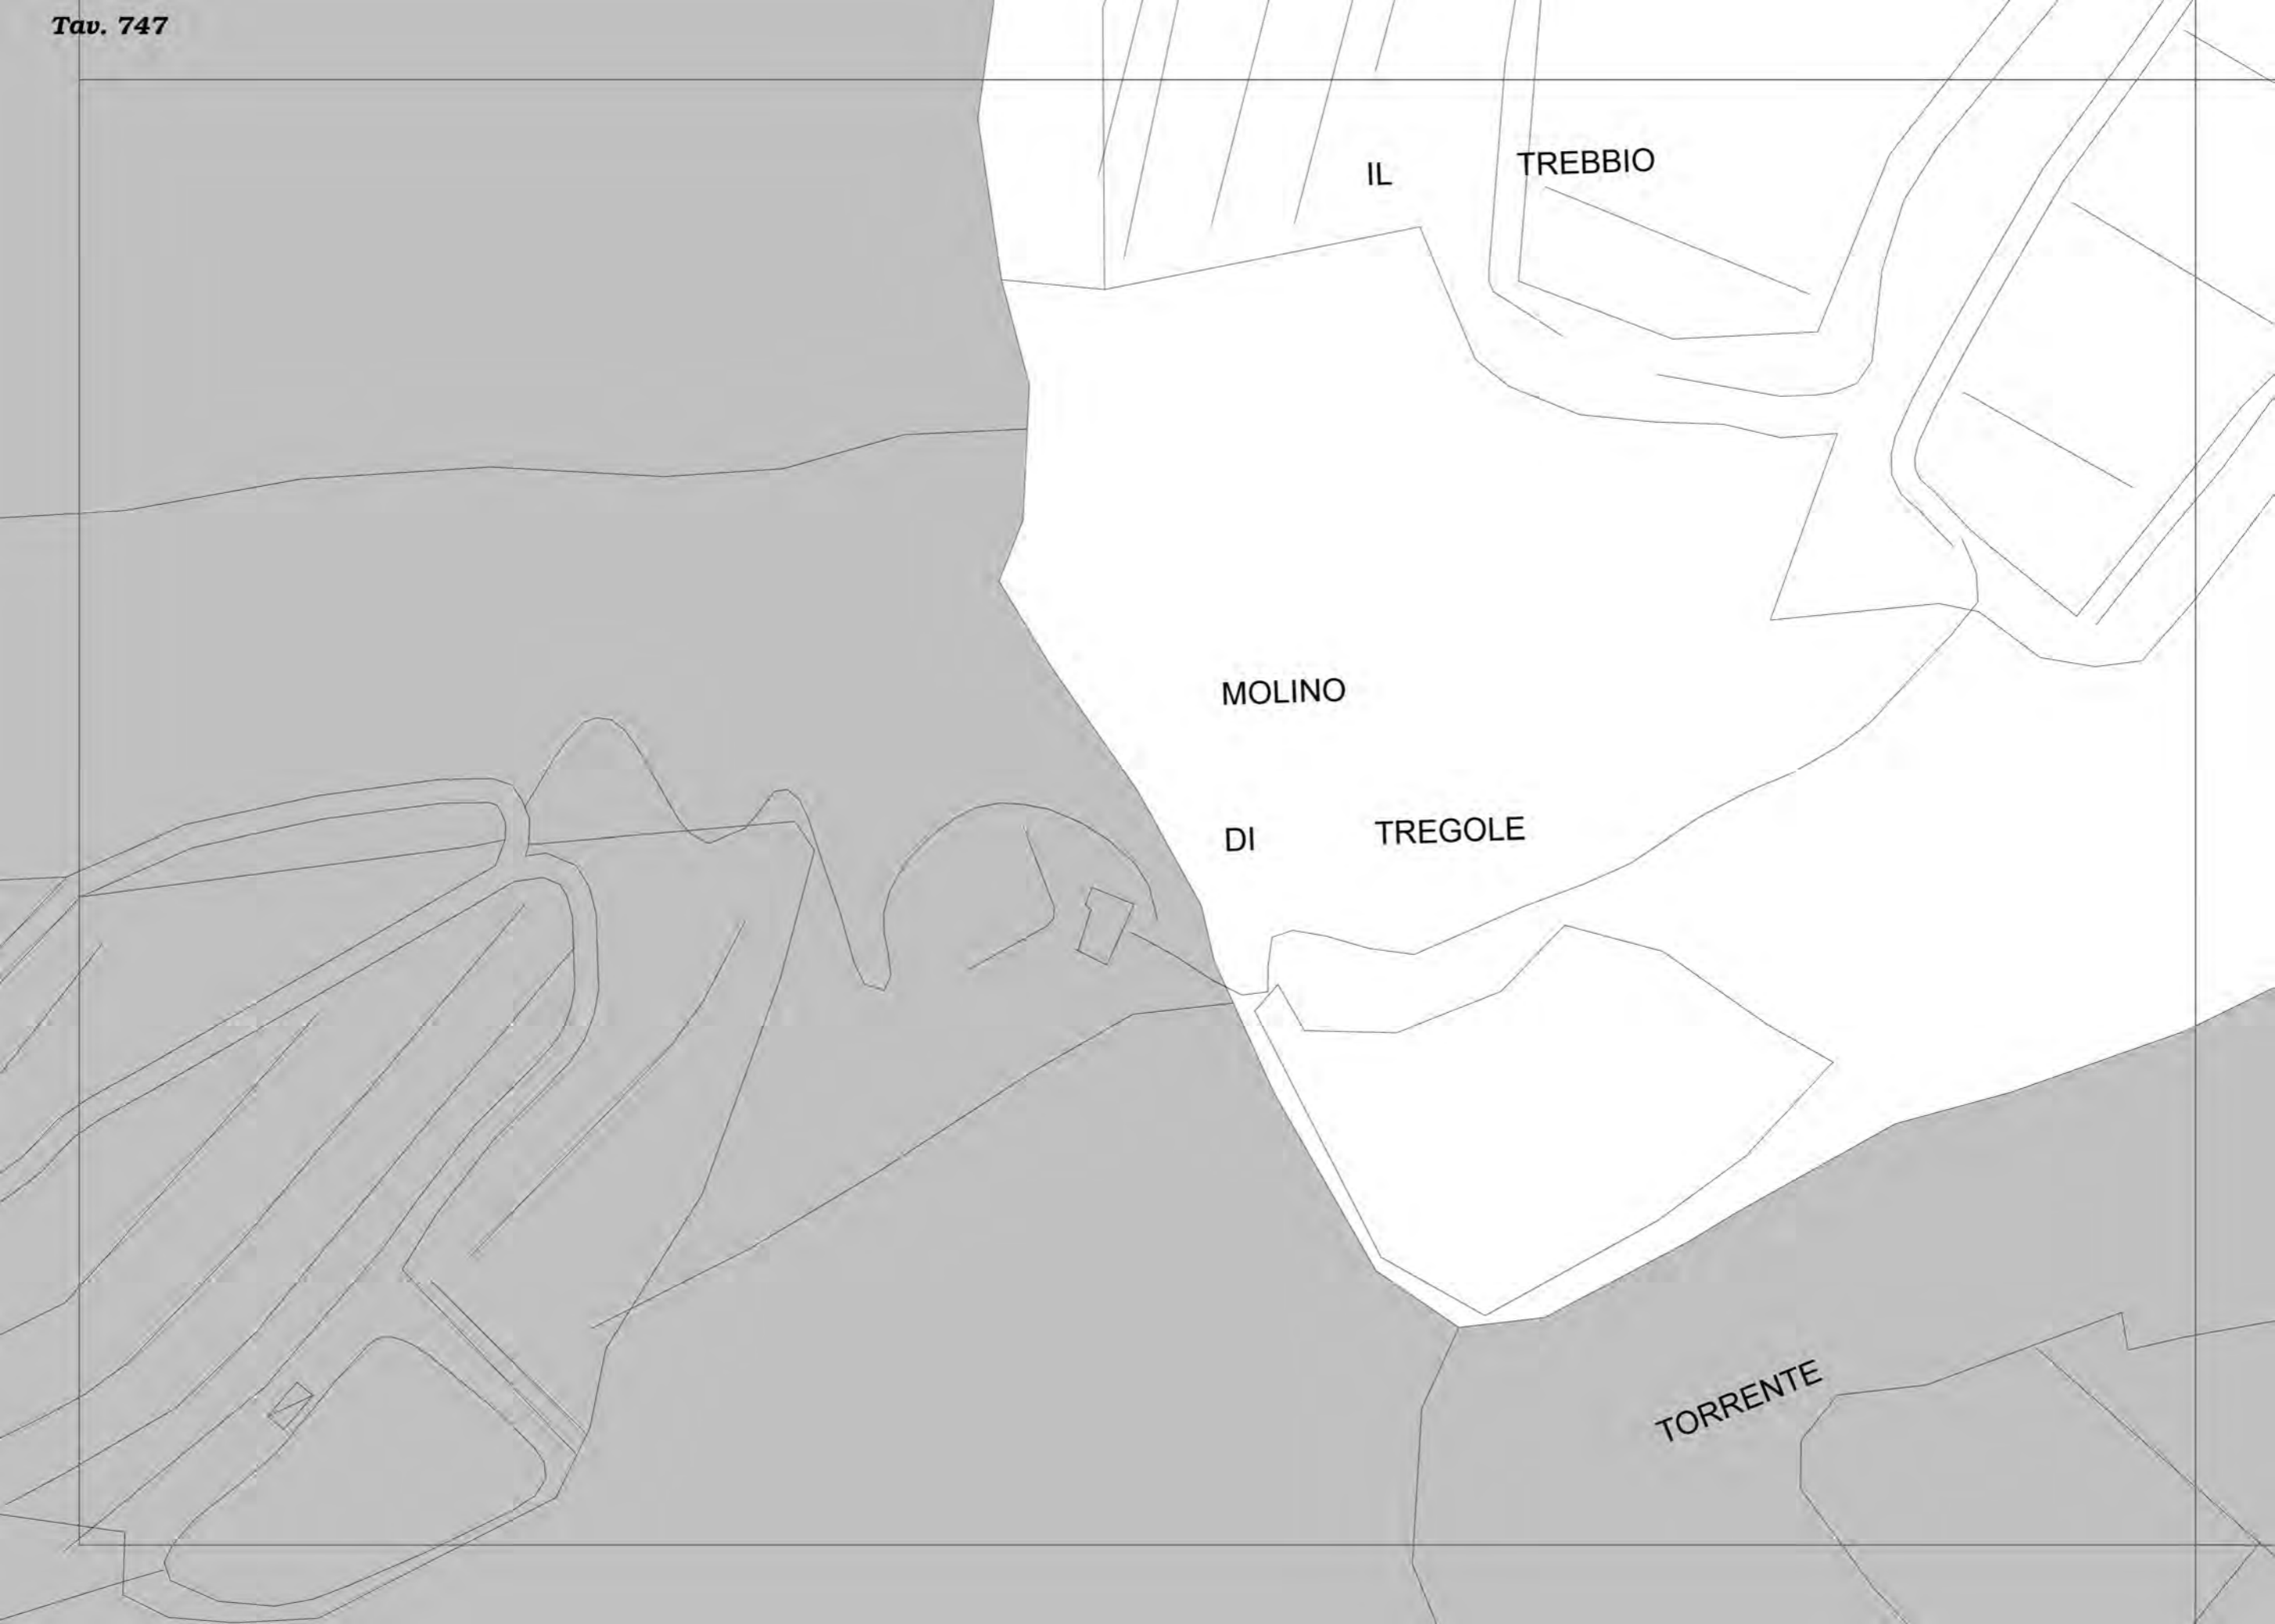 Tav. 747
IL TREBBIO
MOLINO
DI TREGOLE
TORRENTE